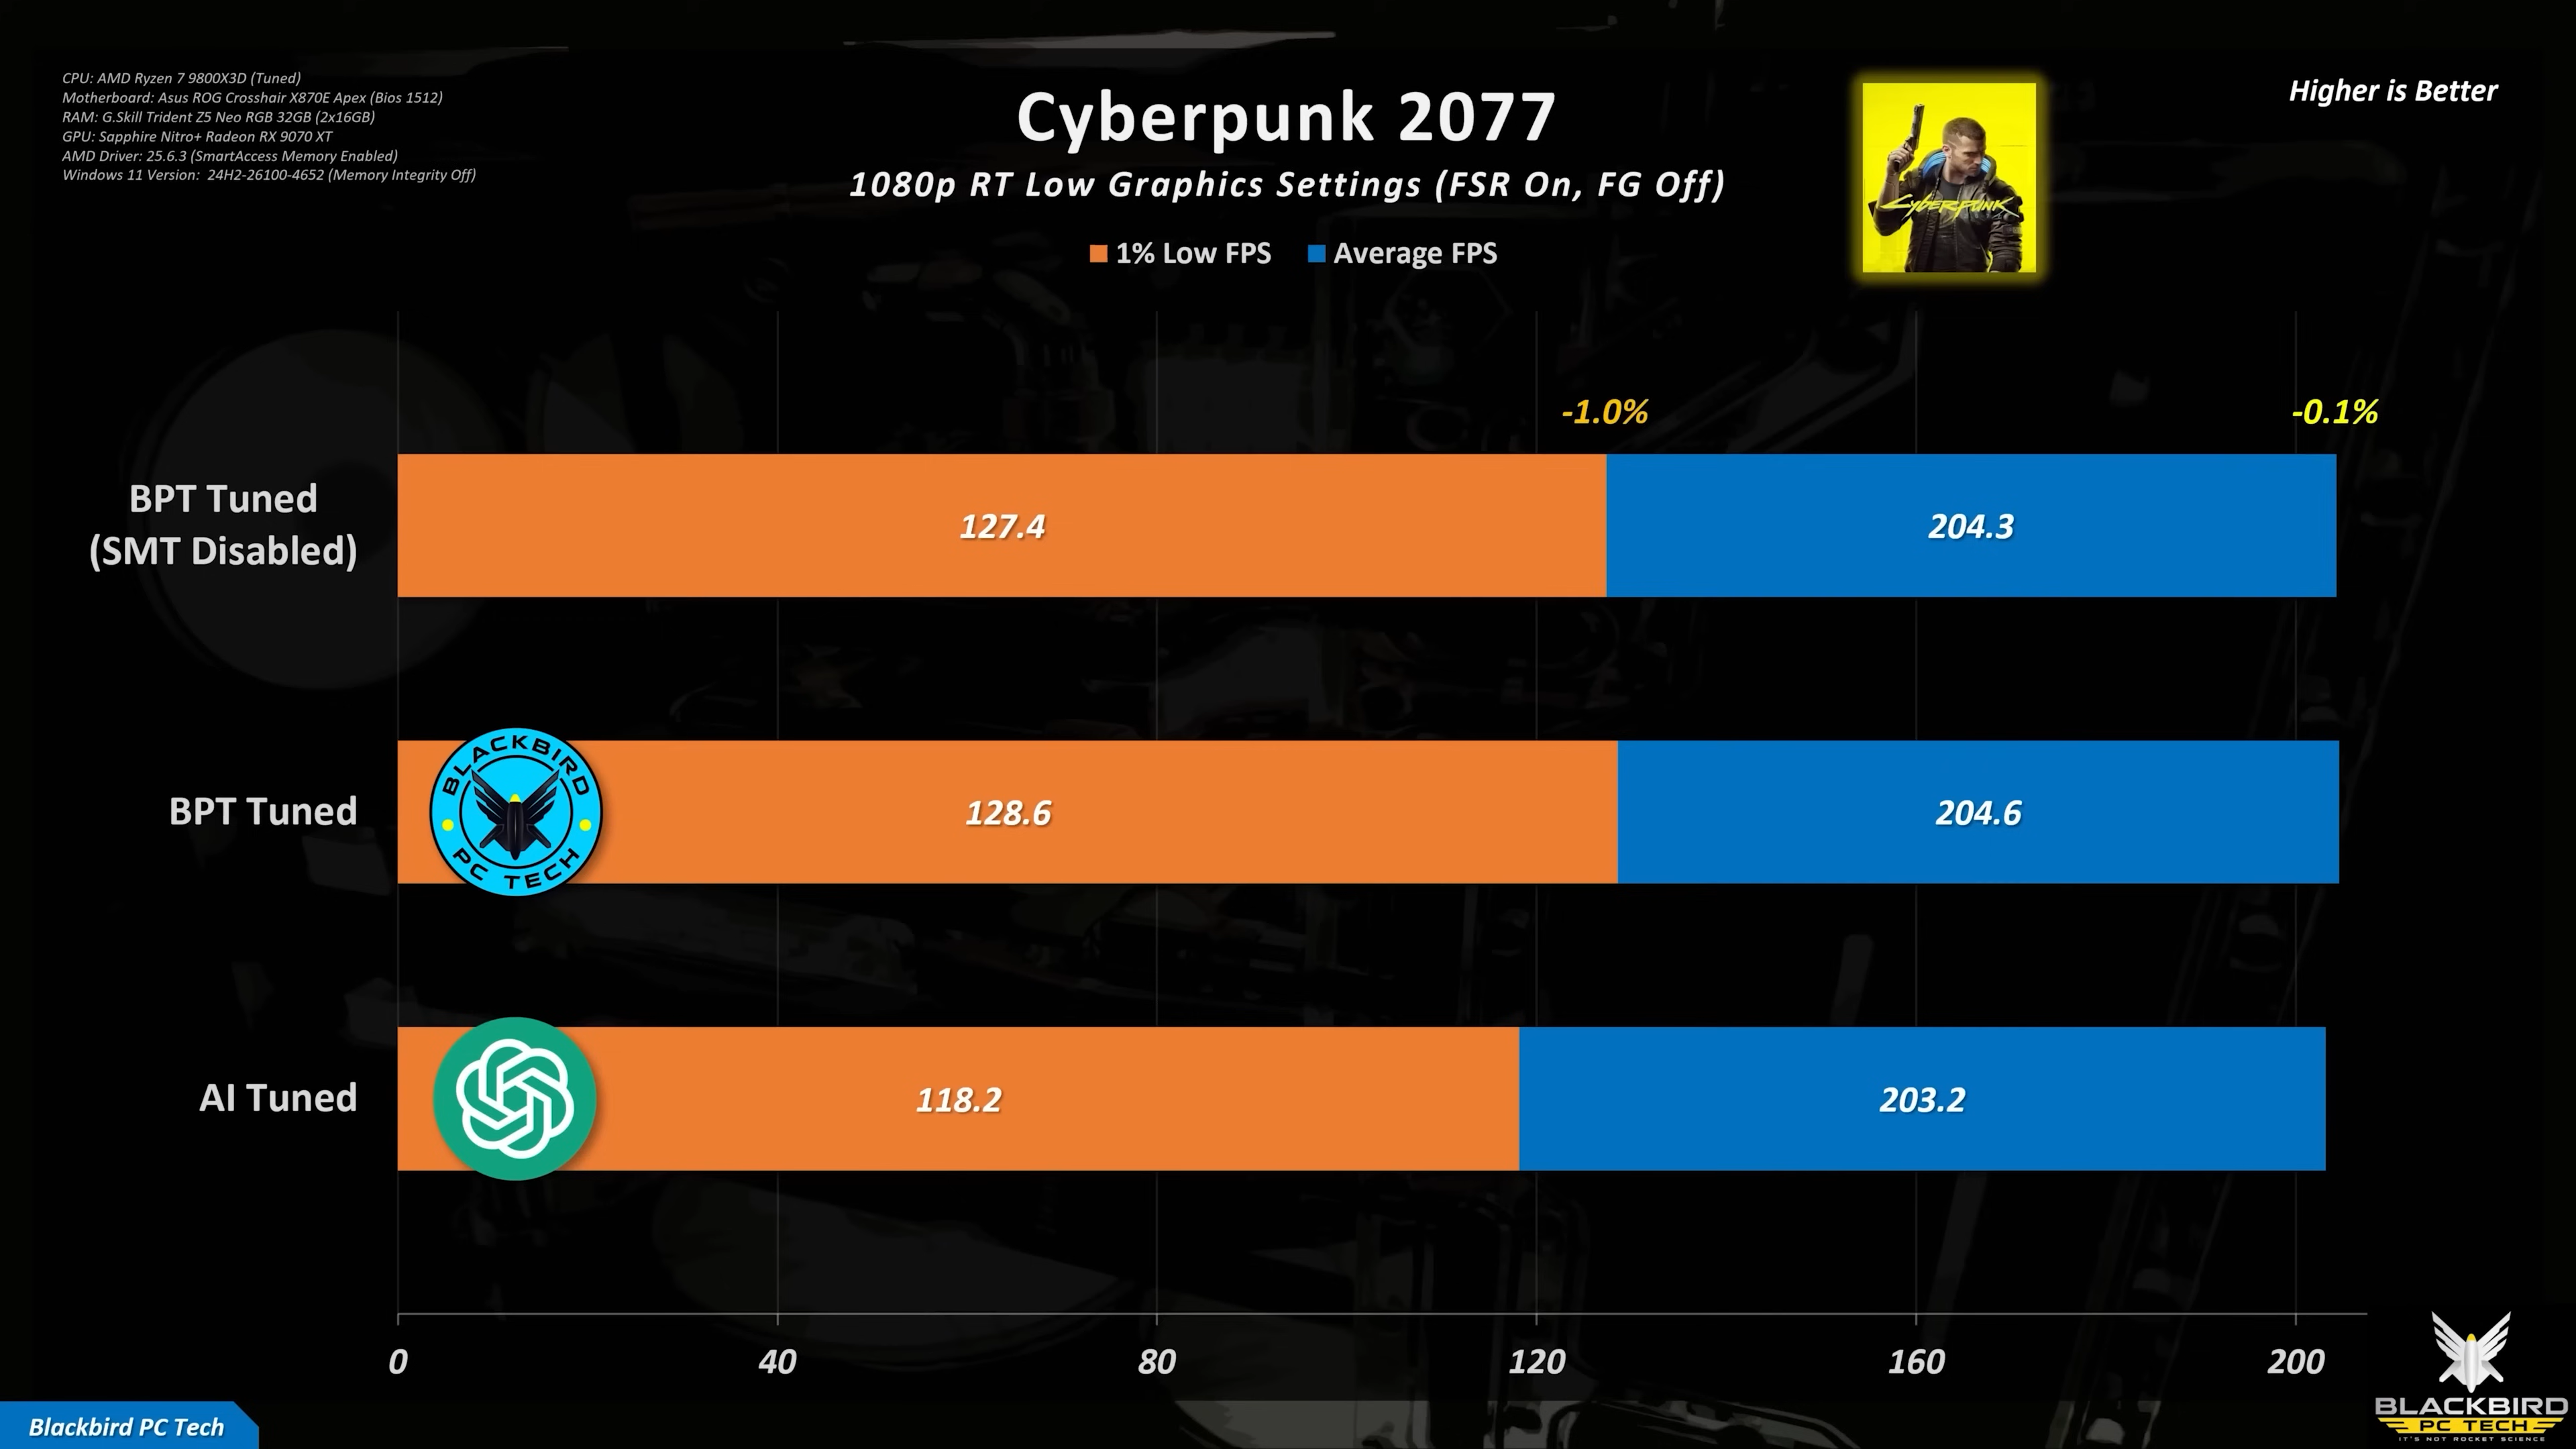 CPU: AMD Ryzen 7 9800X3D (Tuned)
Motherboard: Asus ROG Crosshair X870E Apex (Bios 1512)
RAM: G.Skill Trident Z5 Neo RGB 32GB (2x16GB)
GPU: Sapphire Nitro+ Radeon RX 9070 XT
AMD Driver: 25.6.3 (SmartAccess Memory Enabled)
Windows 11 Version: 24H2-26100-4652 (Memory Integrity Off)
Cyberpunk 2077
1080p RT Low Graphics Settings (FSR On, FG Off)
1% Low FPS Average FPS
Cyberpunk
Higher is Better
-1.0% -0.1%
BPT Tuned
(SMT Disabled)
127.4 204.3
BPT Tuned
BLACKBIRD
PC TECH
128.6 204.6
AI Tuned
118.2 203.2
0 40 80 120 160 200
Blackbird PC Tech
BLACKBIRD
PC TECH
IT'S NOT ROCKET SCIENCE